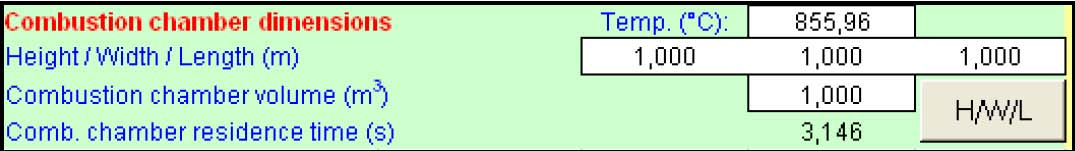 Combustion chamber dimensions Temp. (°C): 855,96
Height / Width / Length (m) 1,000 1,000 1,000
Combustion chamber volume (m³) 1,000
H/W/L
Comb. chamber residence time (s) 3,146